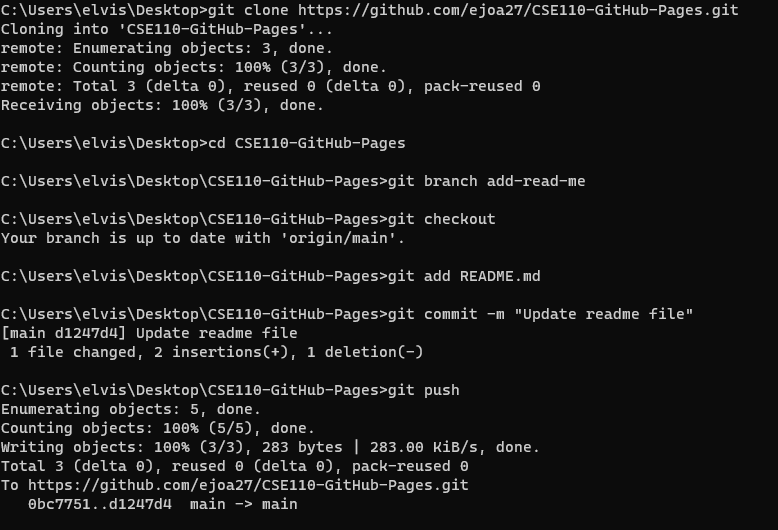 C:\Users\elvis\Desktop>git clone https://github.com/ejoa27/CSE110-GitHub-Pages.git
Cloning into 'CSE110-GitHub-Pages'...
remote: Enumerating objects: 3, done.
remote: Counting objects: 100% (3/3), done.
remote: Total 3 (delta 0), reused 0 (delta 0), pack-reused 0
Receiving objects: 100% (3/3), done.
C:\Users\elvis\Desktop>cd CSE110-GitHub-Pages
C:\Users\elvis\Desktop\CSE110-GitHub-Pages>git branch add-read-me
C:\Users\elvis\Desktop\CSE110-GitHub-Pages>git checkout
Your branch is up to date with 'origin/main'.
C:\Users\elvis\Desktop\CSE110-GitHub-Pages>git add README.md
C:\Users\elvis\Desktop\CSE110-GitHub-Pages>git commit -m "Update readme file"
[main d1247d4] Update readme file
 1 file changed, 2 insertions(+), 1 deletion(-)
C:\Users\elvis\Desktop\CSE110-GitHub-Pages>git push
Enumerating objects: 5, done.
Counting objects: 100% (5/5), done.
Writing objects: 100% (3/3), 283 bytes | 283.00 KiB/s, done.
Total 3 (delta 0), reused 0 (delta 0), pack-reused 0
To https://github.com/ejoa27/CSE110-GitHub-Pages.git
   0bc7751..d1247d4  main -> main